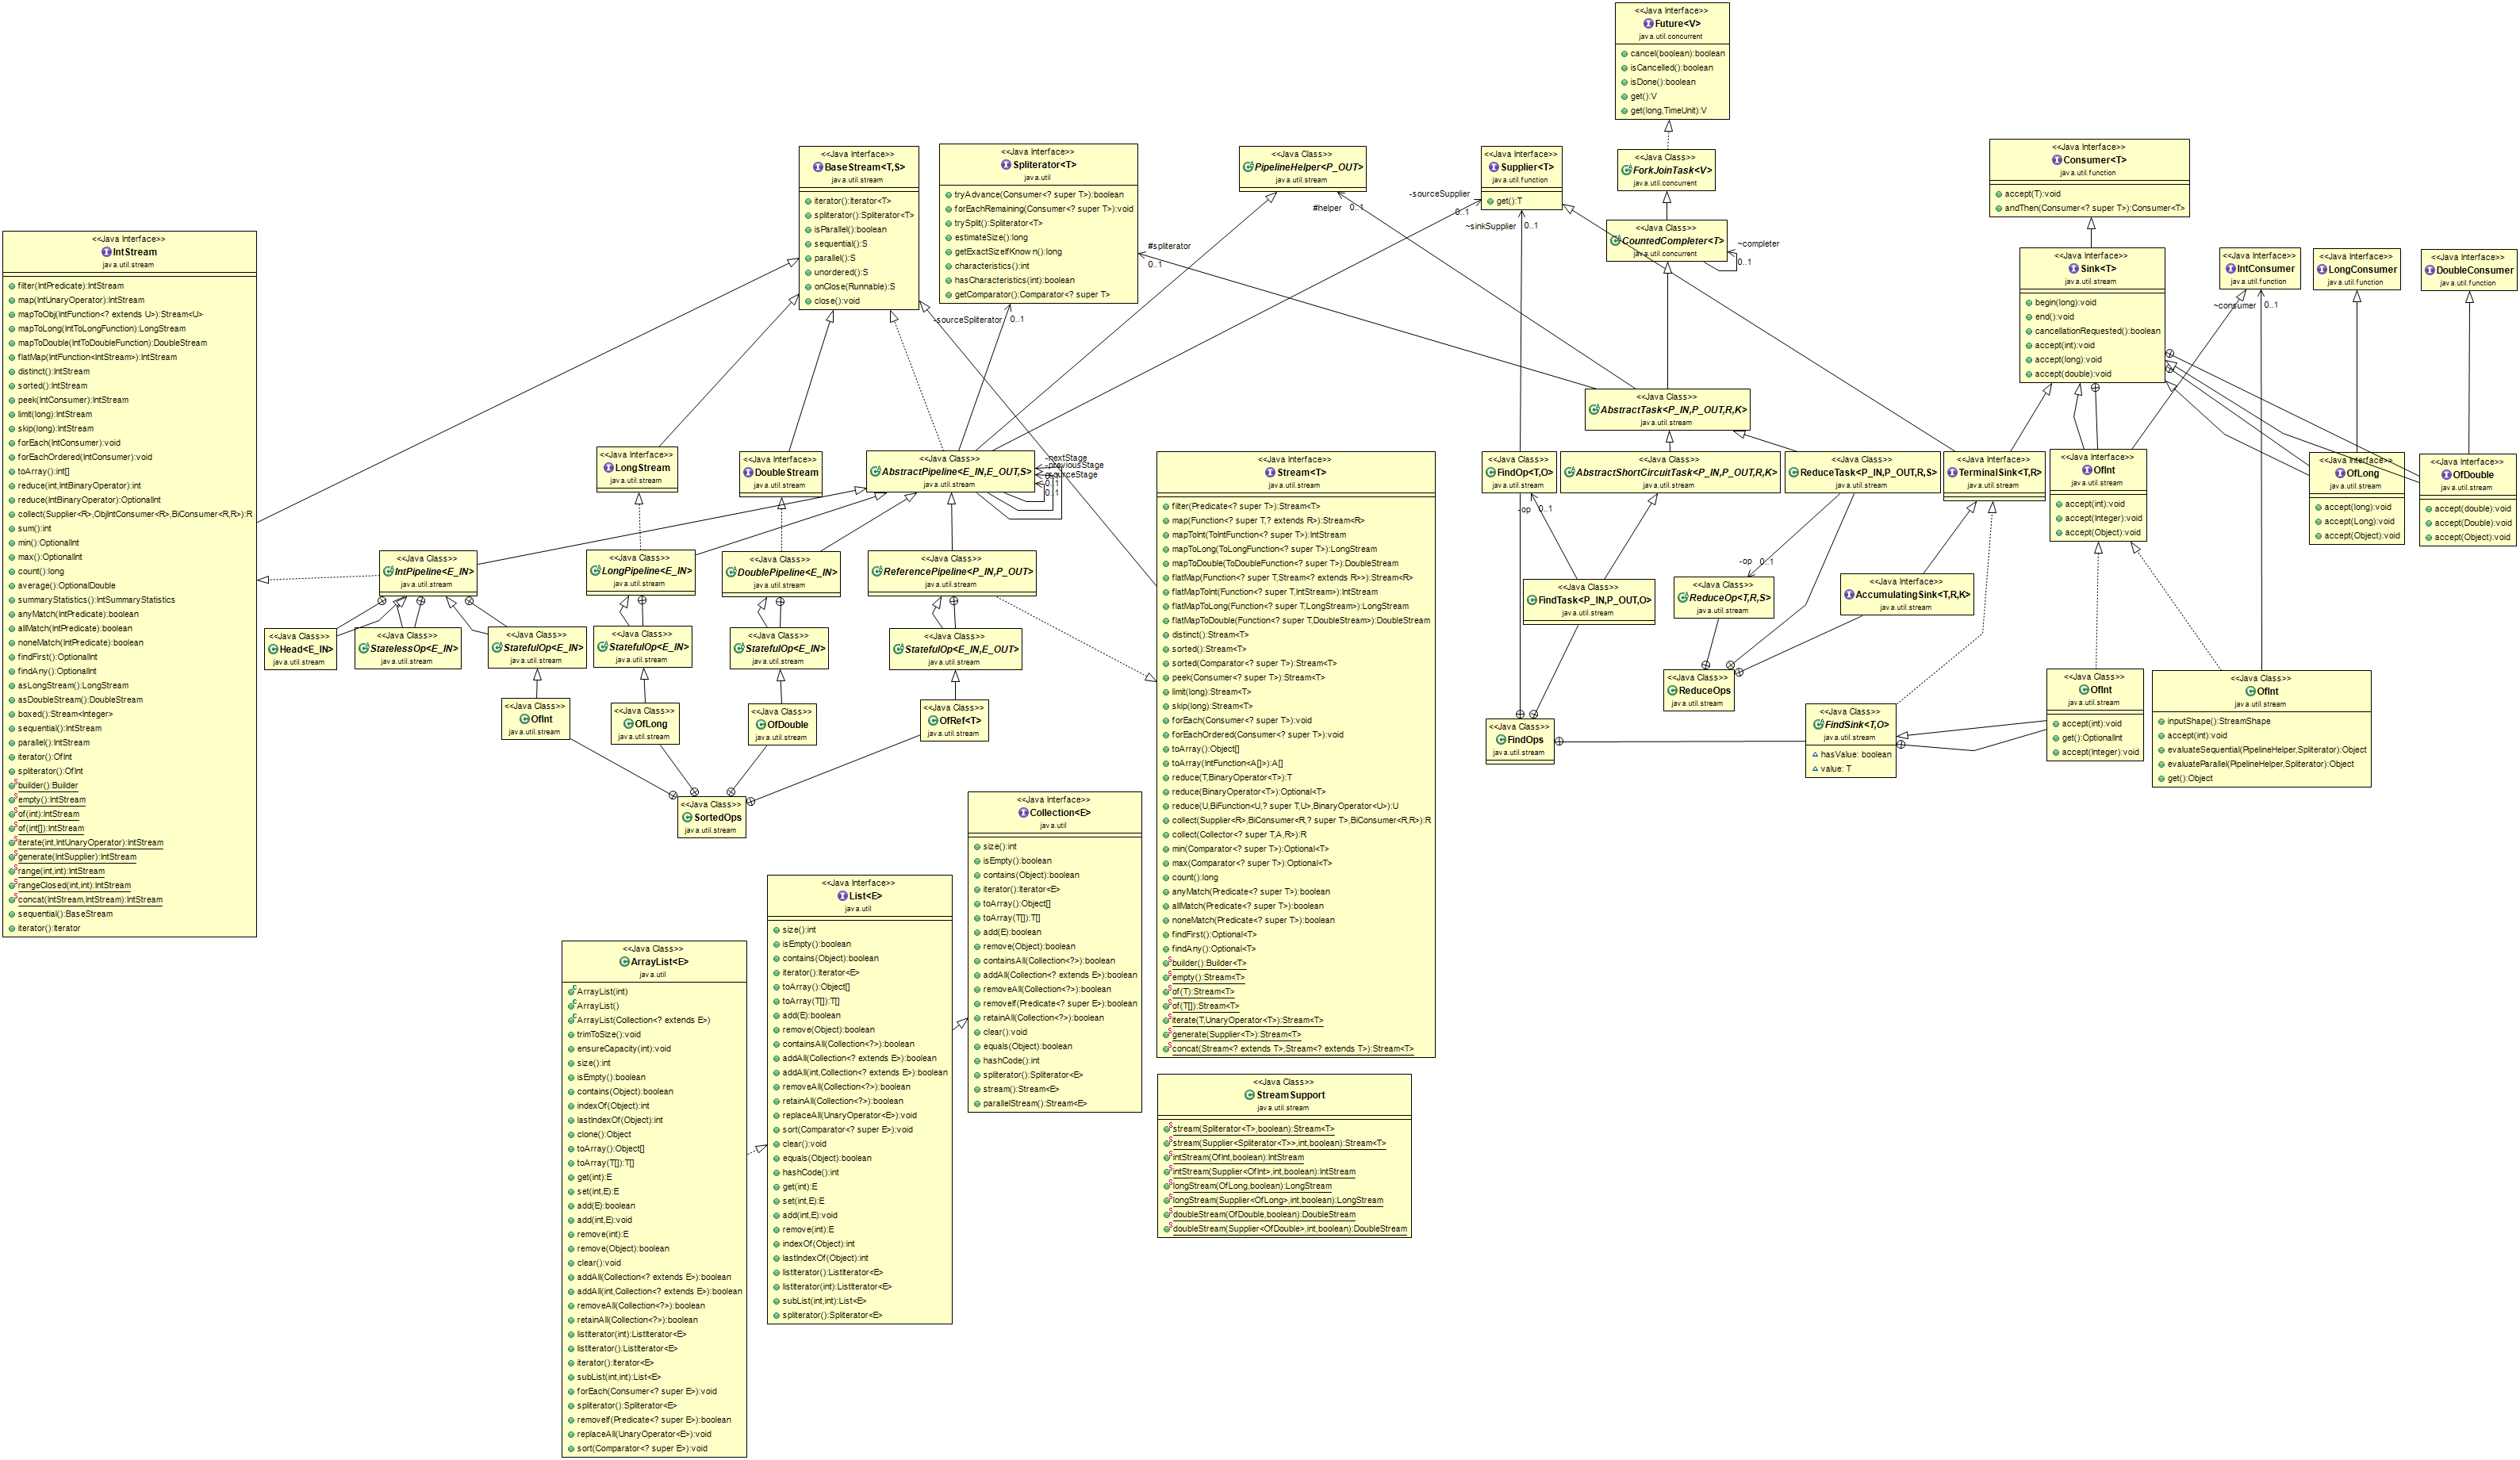 <<Java Interface>>
Future<V>
java.util.concurrent
cancel(boolean):boolean
isCancelled():boolean
isDone():boolean
get():V
get(long,TimeUnit):V
<<Java Interface>>
BaseStream<T,S>
java.util.stream
iterator():Iterator<T>
spliterator():Spliterator<T>
isParallel():boolean
sequential():S
parallel():S
unordered():S
onClose(Runnable):S
close():void
<<Java Interface>>
Spliterator<T>
java.util
tryAdvance(Consumer<? super T>):boolean
forEachRemaining(Consumer<? super T>):void
trySplit():Spliterator<T>
estimateSize():long
getExactSizeIfKnown():long
characteristics():int
hasCharacteristics(int):boolean
getComparator():Comparator<? super T>
<<Java Class>>
PipelineHelper<P_OUT>
java.util.stream
<<Java Interface>>
Supplier<T>
java.util.function
get():T
<<Java Class>>
ForkJoinTask<V>
java.util.concurrent
<<Java Class>>
CountedCompleter<T>
java.util.concurrent
~completer
0..1
<<Java Interface>>
Consumer<T>
java.util.function
accept(T):void
andThen(Consumer<? super T>):Consumer<T>
<<Java Interface>>
Sink<T>
java.util.stream
begin(long):void
end():void
cancellationRequested():boolean
accept(int):void
accept(long):void
accept(double):void
<<Java Interface>>
IntConsumer
java.util.function
<<Java Interface>>
LongConsumer
java.util.function
<<Java Interface>>
DoubleConsumer
java.util.function
-sourceSupplier
0..1
#helper
0..1
~sinkSupplier
0..1
#spliterator
0..1
-sourceSpliterator
0..1
~consumer
0..1
<<Java Interface>>
IntStream
java.util.stream
filter(IntPredicate):IntStream
map(IntUnaryOperator):IntStream
mapToObj(IntFunction<? extends U>):Stream<U>
mapToLong(IntToLongFunction):LongStream
mapToDouble(IntToDoubleFunction):DoubleStream
flatMap(IntFunction<IntStream>):IntStream
distinct():IntStream
sorted():IntStream
peek(IntConsumer):IntStream
limit(long):IntStream
skip(long):IntStream
forEach(IntConsumer):void
forEachOrdered(IntConsumer):void
toArray():int[]
reduce(int,IntBinaryOperator):int
reduce(IntBinaryOperator):OptionalInt
collect(Supplier<R>,ObjIntConsumer<R>,BiConsumer<R,R>):R
sum():int
min():OptionalInt
max():OptionalInt
count():long
average():OptionalDouble
summaryStatistics():IntSummaryStatistics
anyMatch(IntPredicate):boolean
allMatch(IntPredicate):boolean
noneMatch(IntPredicate):boolean
findFirst():OptionalInt
findAny():OptionalInt
asLongStream():LongStream
asDoubleStream():DoubleStream
boxed():Stream<Integer>
sequential():IntStream
parallel():IntStream
iterator():OfInt
spliterator():OfInt
builder():Builder
empty():IntStream
of(int):IntStream
of(int[]):IntStream
iterate(int,IntUnaryOperator):IntStream
generate(IntSupplier):IntStream
range(int,int):IntStream
rangeClosed(int,int):IntStream
concat(IntStream,IntStream):IntStream
sequential():BaseStream
iterator():Iterator
<<Java Interface>>
LongStream
java.util.stream
<<Java Interface>>
DoubleStream
java.util.stream
<<Java Class>>
AbstractPipeline<E_IN,E_OUT,S>
java.util.stream
-nextStage
-previousStage
-sourceStage
0..1
0..1
<<Java Class>>
IntPipeline<E_IN>
java.util.stream
<<Java Class>>
LongPipeline<E_IN>
java.util.stream
<<Java Class>>
DoublePipeline<E_IN>
java.util.stream
<<Java Class>>
ReferencePipeline<P_IN,P_OUT>
java.util.stream
<<Java Class>>
Head<E_IN>
java.util.stream
<<Java Class>>
StatelessOp<E_IN>
java.util.stream
<<Java Class>>
StatefulOp<E_IN>
java.util.stream
<<Java Class>>
StatefulOp<E_IN>
java.util.stream
<<Java Class>>
StatefulOp<E_IN>
java.util.stream
<<Java Class>>
StatefulOp<E_IN,E_OUT>
java.util.stream
<<Java Class>>
OfInt
java.util.stream
<<Java Class>>
OfLong
java.util.stream
<<Java Class>>
OfDouble
java.util.stream
<<Java Class>>
OfRef<T>
java.util.stream
<<Java Class>>
SortedOps
java.util.stream
<<Java Interface>>
Stream<T>
java.util.stream
filter(Predicate<? super T>):Stream<T>
map(Function<? super T,? extends R>):Stream<R>
mapToInt(ToIntFunction<? super T>):IntStream
mapToLong(ToLongFunction<? super T>):LongStream
mapToDouble(ToDoubleFunction<? super T>):DoubleStream
flatMap(Function<? super T,Stream<? extends R>>):Stream<R>
flatMapToInt(Function<? super T,IntStream>):IntStream
flatMapToLong(Function<? super T,LongStream>):LongStream
flatMapToDouble(Function<? super T,DoubleStream>):DoubleStream
distinct():Stream<T>
sorted():Stream<T>
sorted(Comparator<? super T>):Stream<T>
peek(Consumer<? super T>):Stream<T>
limit(long):Stream<T>
skip(long):Stream<T>
forEach(Consumer<? super T>):void
forEachOrdered(Consumer<? super T>):void
toArray():Object[]
toArray(IntFunction<A[]>):A[]
reduce(T,BinaryOperator<T>):T
reduce(BinaryOperator<T>):Optional<T>
reduce(U,BiFunction<U,? super T,U>,BinaryOperator<U>):U
collect(Supplier<R>,BiConsumer<R,? super T>,BiConsumer<R,R>):R
collect(Collector<? super T,A,R>):R
min(Comparator<? super T>):Optional<T>
max(Comparator<? super T>):Optional<T>
count():long
anyMatch(Predicate<? super T>):boolean
allMatch(Predicate<? super T>):boolean
noneMatch(Predicate<? super T>):boolean
findFirst():Optional<T>
findAny():Optional<T>
builder():Builder<T>
empty():Stream<T>
of(T):Stream<T>
of(T[]):Stream<T>
iterate(T,UnaryOperator<T>):Stream<T>
generate(Supplier<T>):Stream<T>
concat(Stream<? extends T>,Stream<? extends T>):Stream<T>
<<Java Class>>
AbstractTask<P_IN,P_OUT,R,K>
java.util.stream
<<Java Class>>
FindOp<T,O>
java.util.stream
<<Java Class>>
AbstractShortCircuitTask<P_IN,P_OUT,R,K>
java.util.stream
<<Java Class>>
ReduceTask<P_IN,P_OUT,R,S>
java.util.stream
<<Java Interface>>
TerminalSink<T,R>
java.util.stream
<<Java Interface>>
OfInt
java.util.stream
accept(int):void
accept(Integer):void
accept(Object):void
<<Java Interface>>
OfLong
java.util.stream
accept(long):void
accept(Long):void
accept(Object):void
<<Java Interface>>
OfDouble
java.util.stream
accept(double):void
accept(Double):void
accept(Object):void
-op
0..1
-op
0..1
<<Java Class>>
FindTask<P_IN,P_OUT,O>
java.util.stream
<<Java Class>>
ReduceOp<T,R,S>
java.util.stream
<<Java Interface>>
AccumulatingSink<T,R,K>
java.util.stream
<<Java Class>>
ReduceOps
java.util.stream
<<Java Class>>
FindOps
java.util.stream
<<Java Class>>
FindSink<T,O>
java.util.stream
hasValue: boolean
value: T
<<Java Class>>
OfInt
java.util.stream
accept(int):void
get():OptionalInt
accept(Integer):void
<<Java Class>>
OfInt
java.util.stream
inputShape():StreamShape
accept(int):void
evaluateSequential(PipelineHelper,Spliterator):Object
evaluateParallel(PipelineHelper,Spliterator):Object
get():Object
<<Java Interface>>
Collection<E>
java.util
size():int
isEmpty():boolean
contains(Object):boolean
iterator():Iterator<E>
toArray():Object[]
toArray(T[]):T[]
add(E):boolean
remove(Object):boolean
containsAll(Collection<?>):boolean
addAll(Collection<? extends E>):boolean
removeAll(Collection<?>):boolean
removeIf(Predicate<? super E>):boolean
retainAll(Collection<?>):boolean
clear():void
equals(Object):boolean
hashCode():int
spliterator():Spliterator<E>
stream():Stream<E>
parallelStream():Stream<E>
<<Java Interface>>
List<E>
java.util
size():int
isEmpty():boolean
contains(Object):boolean
iterator():Iterator<E>
toArray():Object[]
toArray(T[]):T[]
add(E):boolean
remove(Object):boolean
containsAll(Collection<?>):boolean
addAll(Collection<? extends E>):boolean
addAll(int,Collection<? extends E>):boolean
removeAll(Collection<?>):boolean
retainAll(Collection<?>):boolean
replaceAll(UnaryOperator<E>):void
sort(Comparator<? super E>):void
clear():void
equals(Object):boolean
hashCode():int
get(int):E
set(int,E):E
add(int,E):void
remove(int):E
indexOf(Object):int
lastIndexOf(Object):int
listIterator():ListIterator<E>
listIterator(int):ListIterator<E>
subList(int,int):List<E>
spliterator():Spliterator<E>
<<Java Class>>
ArrayList<E>
java.util
ArrayList(int)
ArrayList()
ArrayList(Collection<? extends E>)
trimToSize():void
ensureCapacity(int):void
size():int
isEmpty():boolean
contains(Object):boolean
indexOf(Object):int
lastIndexOf(Object):int
clone():Object
toArray():Object[]
toArray(T[]):T[]
get(int):E
set(int,E):E
add(E):boolean
add(int,E):void
remove(int):E
remove(Object):boolean
clear():void
addAll(Collection<? extends E>):boolean
addAll(int,Collection<? extends E>):boolean
removeAll(Collection<?>):boolean
retainAll(Collection<?>):boolean
listIterator(int):ListIterator<E>
listIterator():ListIterator<E>
iterator():Iterator<E>
subList(int,int):List<E>
forEach(Consumer<? super E>):void
spliterator():Spliterator<E>
removeIf(Predicate<? super E>):boolean
replaceAll(UnaryOperator<E>):void
sort(Comparator<? super E>):void
<<Java Class>>
StreamSupport
java.util.stream
stream(Spliterator<T>,boolean):Stream<T>
stream(Supplier<Spliterator<T>>,int,boolean):Stream<T>
intStream(OfInt,boolean):IntStream
intStream(Supplier<OfInt>,int,boolean):IntStream
longStream(OfLong,boolean):LongStream
longStream(Supplier<OfLong>,int,boolean):LongStream
doubleStream(OfDouble,boolean):DoubleStream
doubleStream(Supplier<OfDouble>,int,boolean):DoubleStream